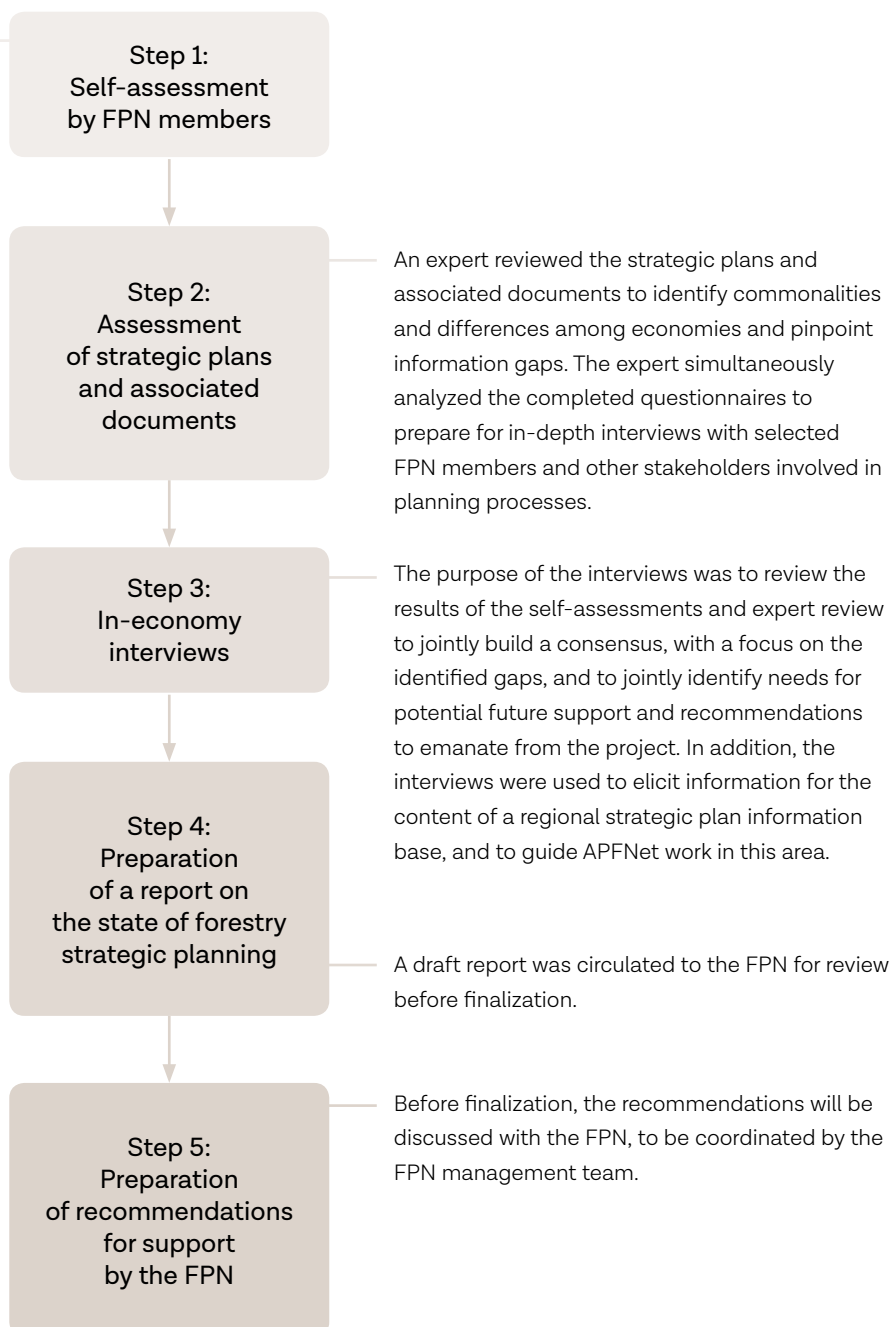 Step 1:
Self-assessment
by FPN members
Step 2:
Assessment
of strategic plans
and associated
documents
An expert reviewed the strategic plans and
associated documents to identify commonalities
and differences among economies and pinpoint
information gaps. The expert simultaneously
analyzed the completed questionnaires to
prepare for in-depth interviews with selected
FPN members and other stakeholders involved in
planning processes.
Step 3:
In-economy
interviews
The purpose of the interviews was to review the
results of the self-assessments and expert review
to jointly build a consensus, with a focus on the
identified gaps, and to jointly identify needs for
potential future support and recommendations
to emanate from the project. In addition, the
interviews were used to elicit information for the
content of a regional strategic plan information
base, and to guide APFNet work in this area.
Step 4:
Preparation
of a report on
the state of forestry
strategic planning
A draft report was circulated to the FPN for review
before finalization.
Step 5:
Preparation
of recommendations
for support
by the FPN
Before finalization, the recommendations will be
discussed with the FPN, to be coordinated by the
FPN management team.